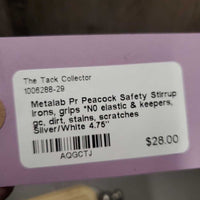 The Tack Collector
1006288-29
Metalab Pr Peacock Safety Stirrup
Irons, grips *N0 elastic & keepers,
gc, dirt, stains, scratches
Silver/White 4.75"
$28.00
AQGCTJ